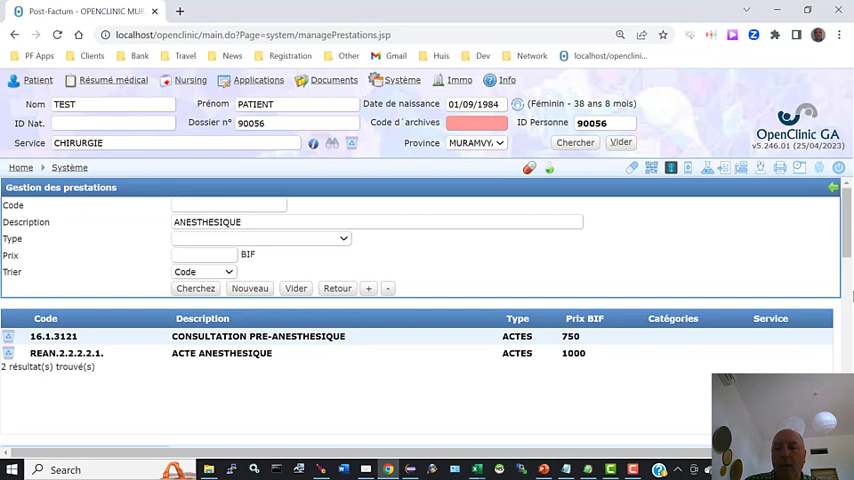 Post-Factum - OPENCLINIC MUR
localhost/openclinic/main.do?Page=system/managePrestations.jsp
PF Apps Clients Bank Travel News Registration Other Gmail Huis Dev Network localhost/openclini...
Patient Résumé médical Nursing Applications Documents Système Immo Info
Nom TEST Prénom PATIENT Date de naissance 01/09/1984 (Féminin - 38 ans 8 mois)
ID Nat. Dossier n° 90056 Code d`archives ID Personne 90056
Service CHIRURGIE Province MURAMVY Chercher Vider
OpenClinic GA
v5.246.01 (25/04/2023)
Home Système
Gestion des prestations
Code
Description ANESTHESIQUE
Type
Prix BIF
Trier Code
Cherchez Nouveau Vider Retour + -
Code Description Type Prix BIF Catégories Service
16.1.3121 CONSULTATION PRE-ANESTHESIQUE ACTES 750
REAN.2.2.2.2.1. ACTE ANESTHESIQUE ACTES 1000
2 résultat(s) trouvé(s)
Search